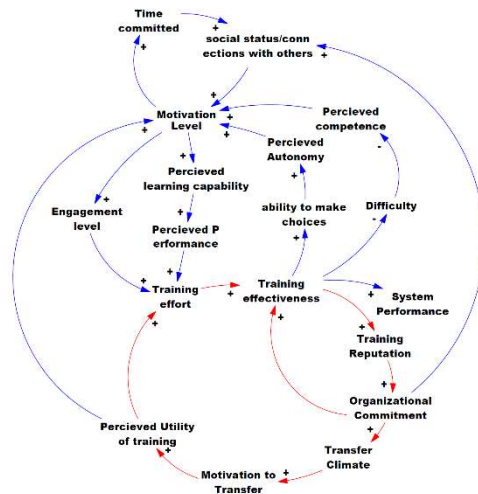 Time
committed
social status/conn
ections with others
Motivation
Level
Percieved
competence
Percieved
Autonomy
Percieved
learning capability
Engagement
level
ability to make
choices
Difficulty
Percieved P
erformance
Training
effort
Training
effectiveness
System
Performance
Training
Reputation
Organizational
Commitment
Percieved Utility
of training
Transfer
Climate
Motivation to
Transfer